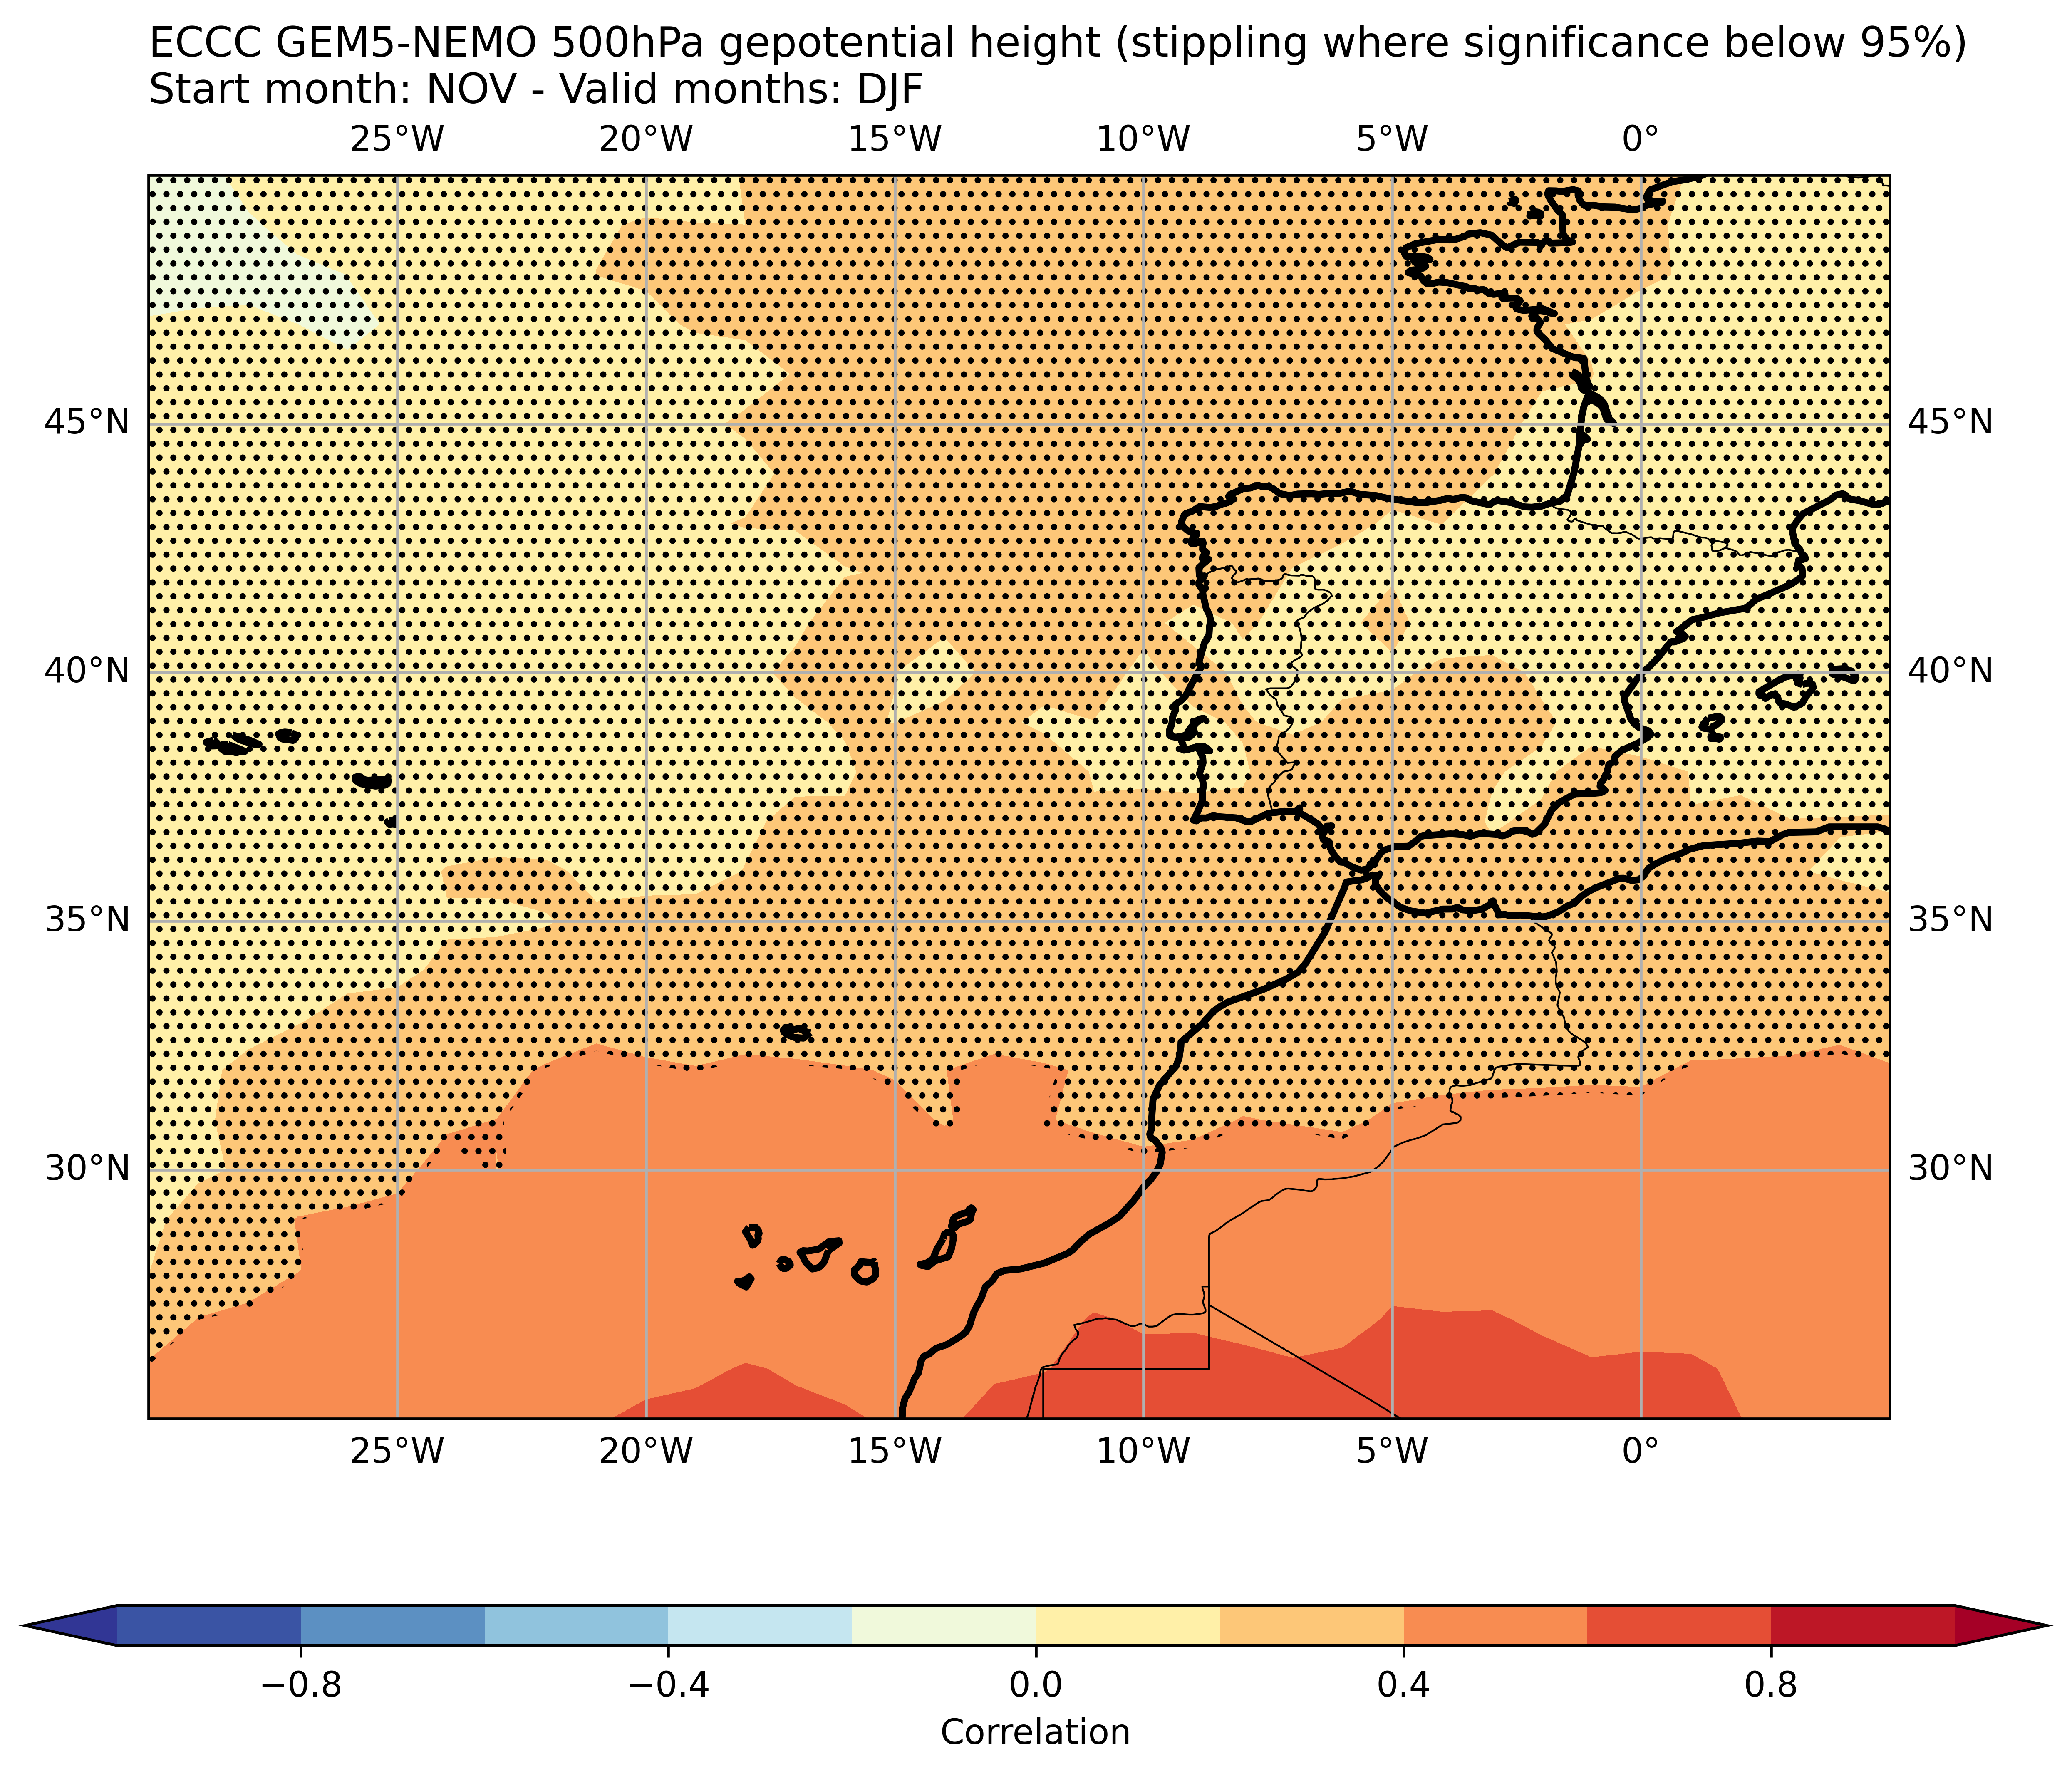 ECCC GEM5-NEMO 500hPa gepotential height (stippling where significance below 95%)
Start month: NOV - Valid months: DJF
25°W 20°W 15°W 10°W 5°W 0°
45°N 45°N
40°N 40°N
35°N 35°N
30°N 30°N
25°W 20°W 15°W 10°W 5°W 0°
−0.8 −0.4 0.0 0.4 0.8
Correlation